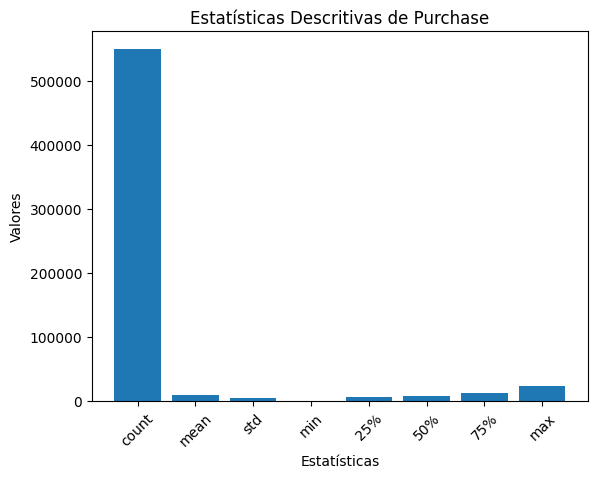 Estatísticas Descritivas de Purchase
Valores
500000
400000
300000
200000
100000
0
count
mean
std
min
25%
50%
75%
max
Estatísticas